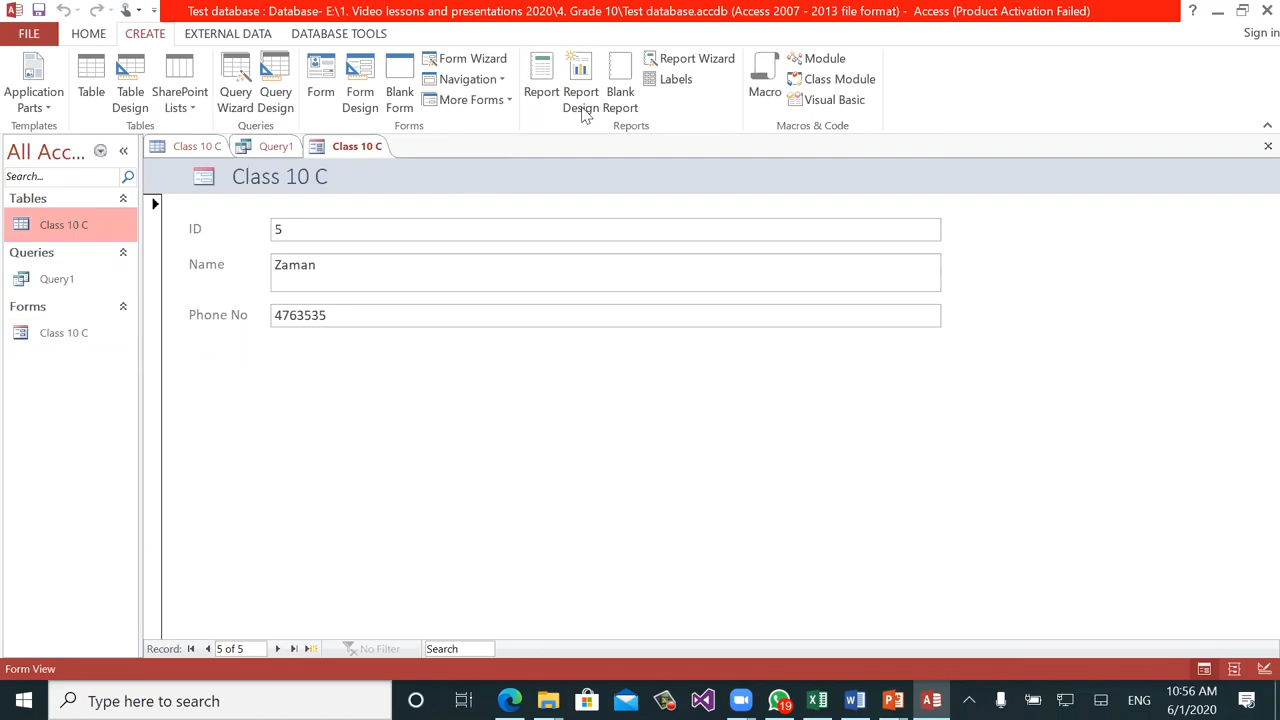 Test database : Database- E:\1. Video lessons and presentations 2020\4. Grade 10\Test database.accdb (Access 2007 - 2013 file format) - Access (Product Activation Failed)
?
FILE HOME CREATE EXTERNAL DATA DATABASE TOOLS Sign in
Application Parts
Table
Table Design
SharePoint Lists
Query Wizard
Query Design
Form
Form Design
Blank Form
Form Wizard
Navigation
More Forms
Report
Report Design
Blank Report
Report Wizard
Labels
Macro
Module
Class Module
Visual Basic
Templates Tables Queries Forms Reports Macros & Code
All Acc...
Search...
Tables
Class 10 C
Queries
Query1
Forms
Class 10 C
Class 10 C Query1 Class 10 C
Class 10 C
ID 5
Name Zaman
Phone No 4763535
Record: 5 of 5 No Filter Search
Form View
Type here to search
19
ENG
10:56 AM
6/1/2020